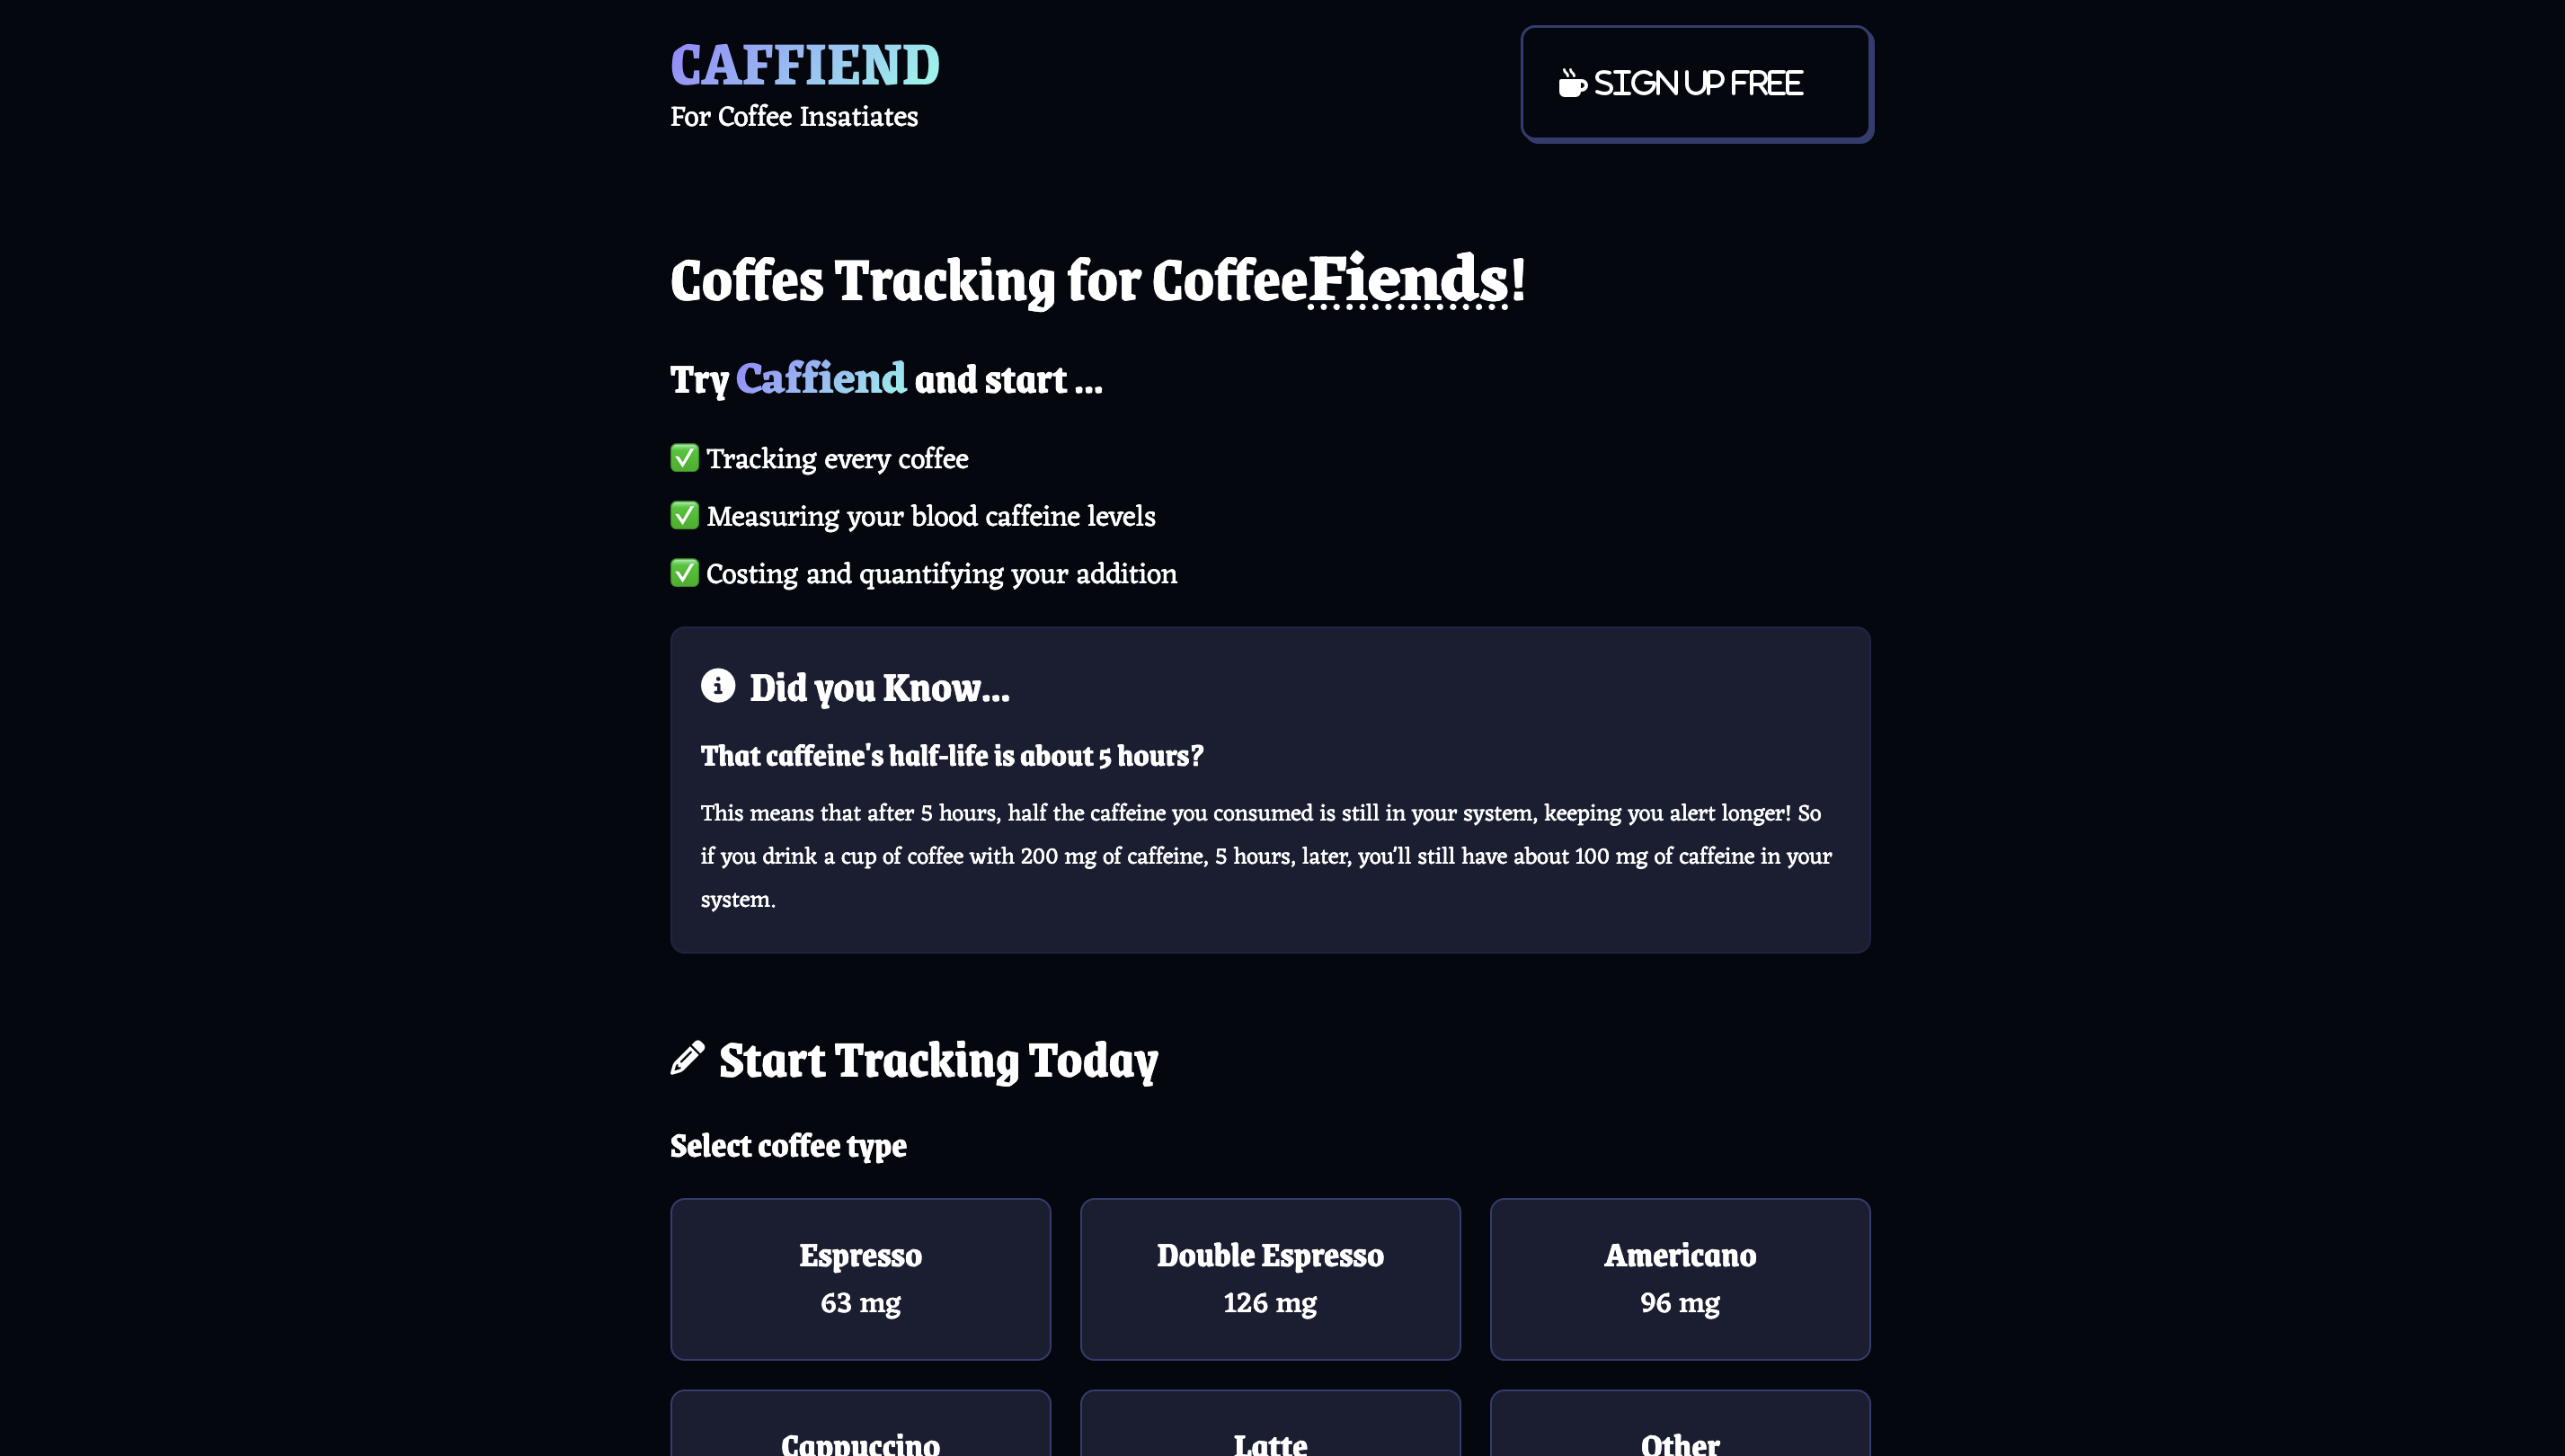 CAFFIEND
For Coffee Insatiates
SIGN UP FREE
Coffes Tracking for CoffeeFiends!
Try Caffiend and start ...
✅ Tracking every coffee
✅ Measuring your blood caffeine levels
✅ Costing and quantifying your addition
Did you Know...
That caffeine's half-life is about 5 hours?
This means that after 5 hours, half the caffeine you consumed is still in your system, keeping you alert longer! So
if you drink a cup of coffee with 200 mg of caffeine, 5 hours, later, you'll still have about 100 mg of caffeine in your
system.
Start Tracking Today
Select coffee type
Espresso
63 mg
Double Espresso
126 mg
Americano
96 mg
Cappuccino
Latte
Other